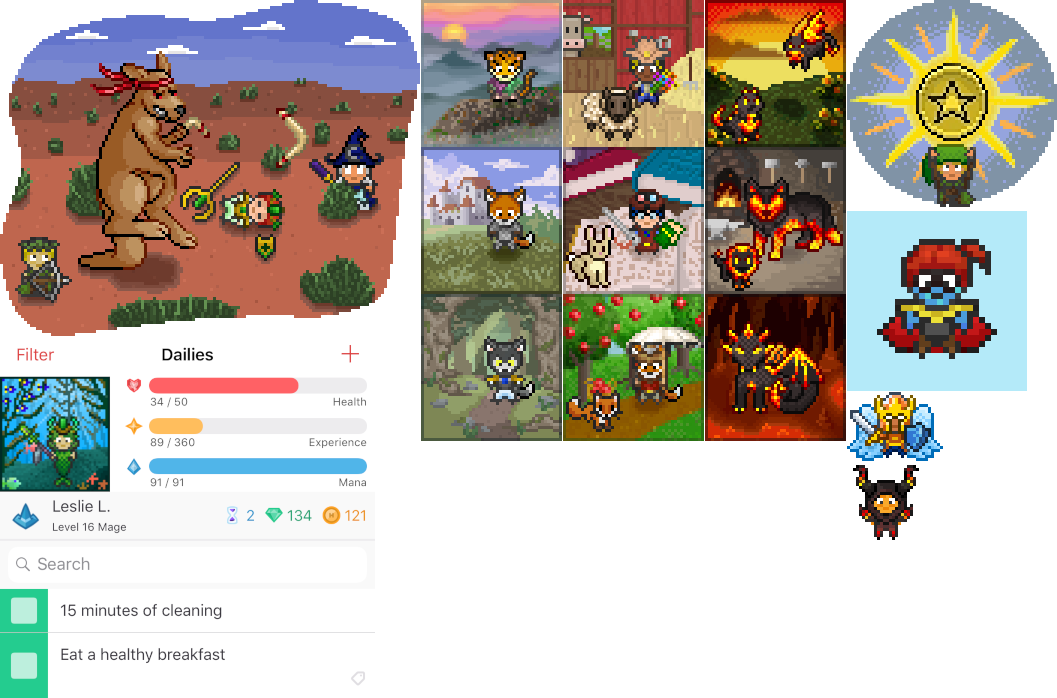 Filter
Dailies
34 / 50
Health
89 / 360
Experience
91 / 91
Mana
Leslie L.
Level 16 Mage
2
134
121
Search
15 minutes of cleaning
Eat a healthy breakfast